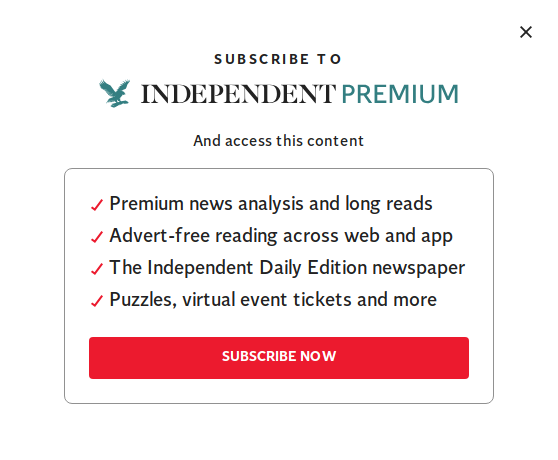 SUBSCRIBE TO
INDEPENDENT PREMIUM
And access this content
Premium news analysis and long reads
Advert-free reading across web and app
The Independent Daily Edition newspaper
Puzzles, virtual event tickets and more
SUBSCRIBE NOW